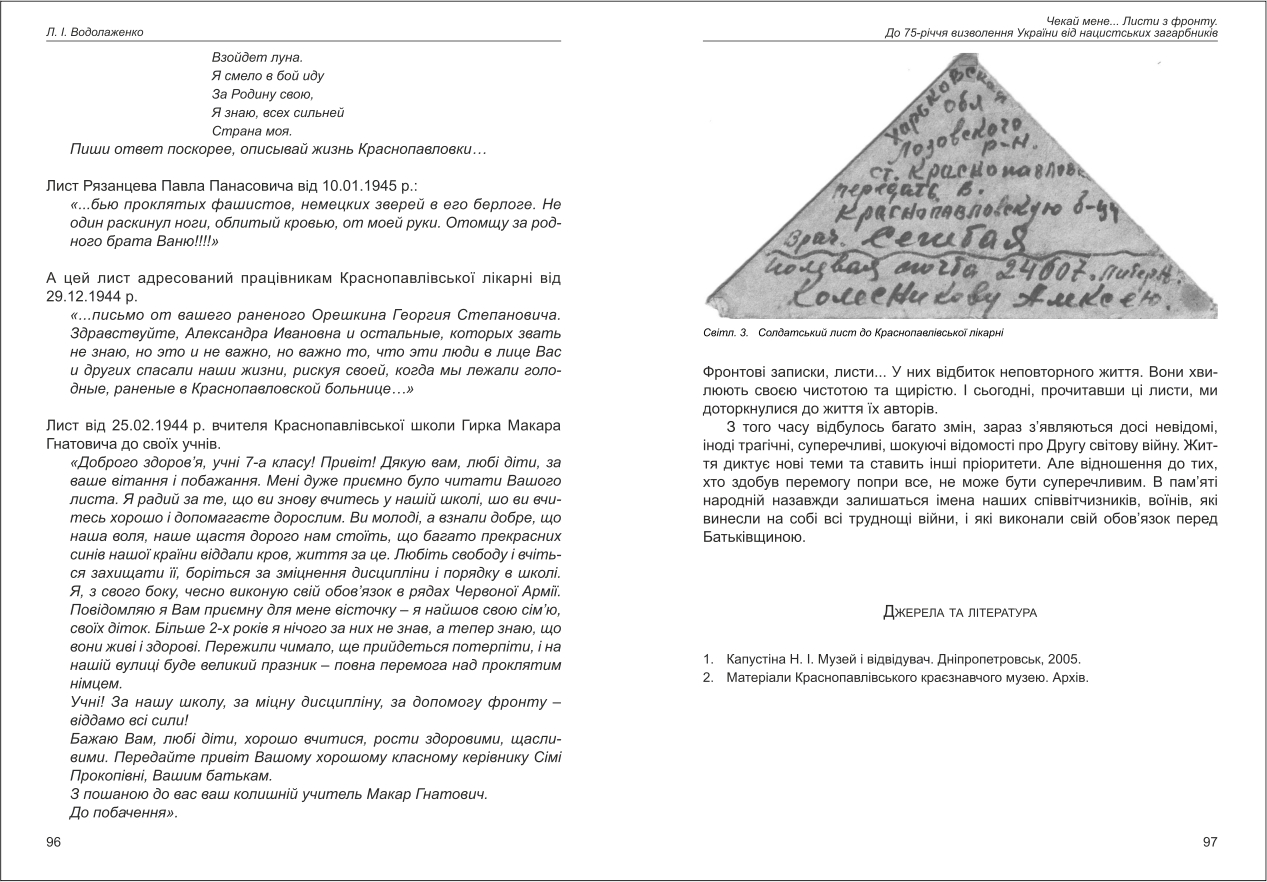 Л. І. Водолаженко
Взойдет луна.
Я смело в бой иду
За Родину свою,
Я знаю, всех сильней
Страна моя.
Пиши ответ поскорее, описывай жизнь Краснопавловки…
Лист Рязанцева Павла Панасовича від 10.01.1945 р.:
«...бью проклятых фашистов, немецких зверей в его берлоге. Не
один раскинул ноги, облитый кровью, от моей руки. Отомщу за род-
ного брата Ваню!!!!»
А цей лист адресований працівникам Краснопавлівської лікарні від
29.12.1944 р.
«...письмо от вашего раненого Орешкина Георгия Степановича.
Здравствуйте, Александра Ивановна и остальные, которых звать
не знаю, но это и не важно, но важно то, что эти люди в лице Вас
и других спасали наши жизни, рискуя своей, когда мы лежали голо-
дные, раненые в Краснопавловской больнице…»
Лист від 25.02.1944 р. вчителя Краснопавлівської школи Гирка Макара
Гнатовича до своїх учнів.
«Доброго здоров’я, учні 7-а класу! Привіт! Дякую вам, любі діти, за
ваше вітання і побажання. Мені дуже приємно було читати Вашого
листа. Я радий за те, що ви знову вчитесь у нашій школі, шо ви вчи-
тесь хорошо і допомагаєте дорослим. Ви молоді, а взнали добре, що
наша воля, наше щастя дорого нам стоїть, що багато прекрасних
синів нашої країни віддали кров, життя за це. Любіть свободу і вчіть-
ся захищати її, боріться за зміцнення дисципліни і порядку в школі.
Я, з свого боку, чесно виконую свій обов’язок в рядах Червоної Армії.
Повідомляю я Вам приємну для мене вісточку – я найшов свою сім’ю,
своїх діток. Більше 2-х років я нічого за них не знав, а тепер знаю, що
вони живі і здорові. Пережили чимало, ще прийдеться потерпіти, і на
нашій вулиці буде великий празник – повна перемога над проклятим
німцем.
Учні! За нашу школу, за міцну дисципліну, за допомогу фронту –
віддамо всі сили!
Бажаю Вам, любі діти, хорошо вчитися, рости здоровими, щасли-
вими. Передайте привіт Вашому хорошому класному керівнику Сімі
Прокопівні, Вашим батькам.
З пошаною до вас ваш колишній учитель Макар Гнатович.
До побачення».
96
Чекай мене... Листи з фронту.
До 75-річчя визволення України від нацистських загарбників
Харьковская
обл
Лозовского
р-н.
ст. Краснопавловк
передать в.
Краснопавловскую б-цу
Врач. Сегибая
Полевая почта 24607. литер Н.
Колесникову Алексею.
Світл. 3. Солдатський лист до Краснопавлівської лікарні
Фронтові записки, листи... У них відбиток неповторного життя. Вони хви-
люють своєю чистотою та щирістю. І сьогодні, прочитавши ці листи, ми
доторкнулися до життя їх авторів.
З того часу відбулось багато змін, зараз з’являються досі невідомі,
іноді трагічні, суперечливі, шокуючі відомості про Другу світову війну. Жит-
тя диктує нові теми та ставить інші пріоритети. Але відношення до тих,
хто здобув перемогу попри все, не може бути суперечливим. В пам’яті
народній назавжди залишаться імена наших співвітчизників, воїнів, які
винесли на собі всі труднощі війни, і які виконали свій обов’язок перед
Батьківщиною.
Джерела та література
1. Капустіна Н. І. Музей і відвідувач. Дніпропетровськ, 2005.
2. Матеріали Краснопавлівського краєзнавчого музею. Архів.
97